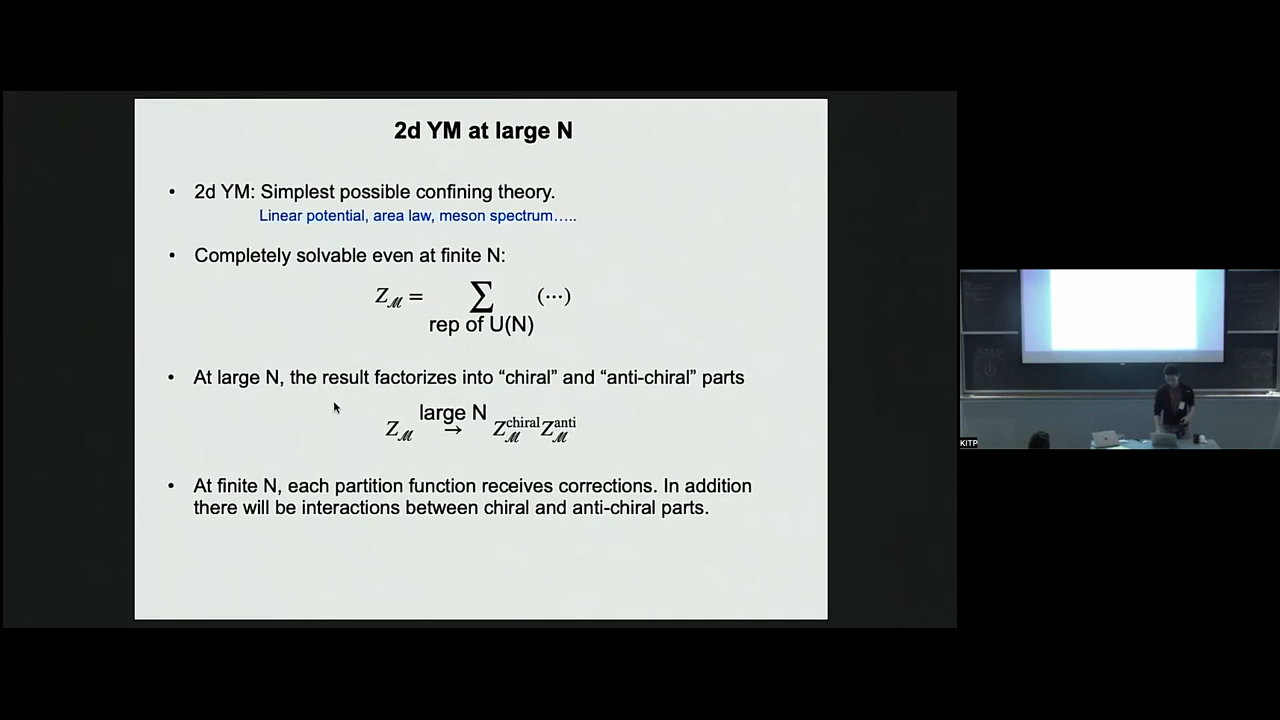 2d YM at large N
• 2d YM: Simplest possible confining theory.
Linear potential, area law, meson spectrum…..
• Completely solvable even at finite N:
Z_ℳ = ∑ (⋯)
rep of U(N)
• At large N, the result factorizes into “chiral” and “anti-chiral” parts
large N
Z_ℳ → Z_ℳ^chiral Z_ℳ^anti
• At finite N, each partition function receives corrections. In addition
there will be interactions between chiral and anti-chiral parts.
KITP